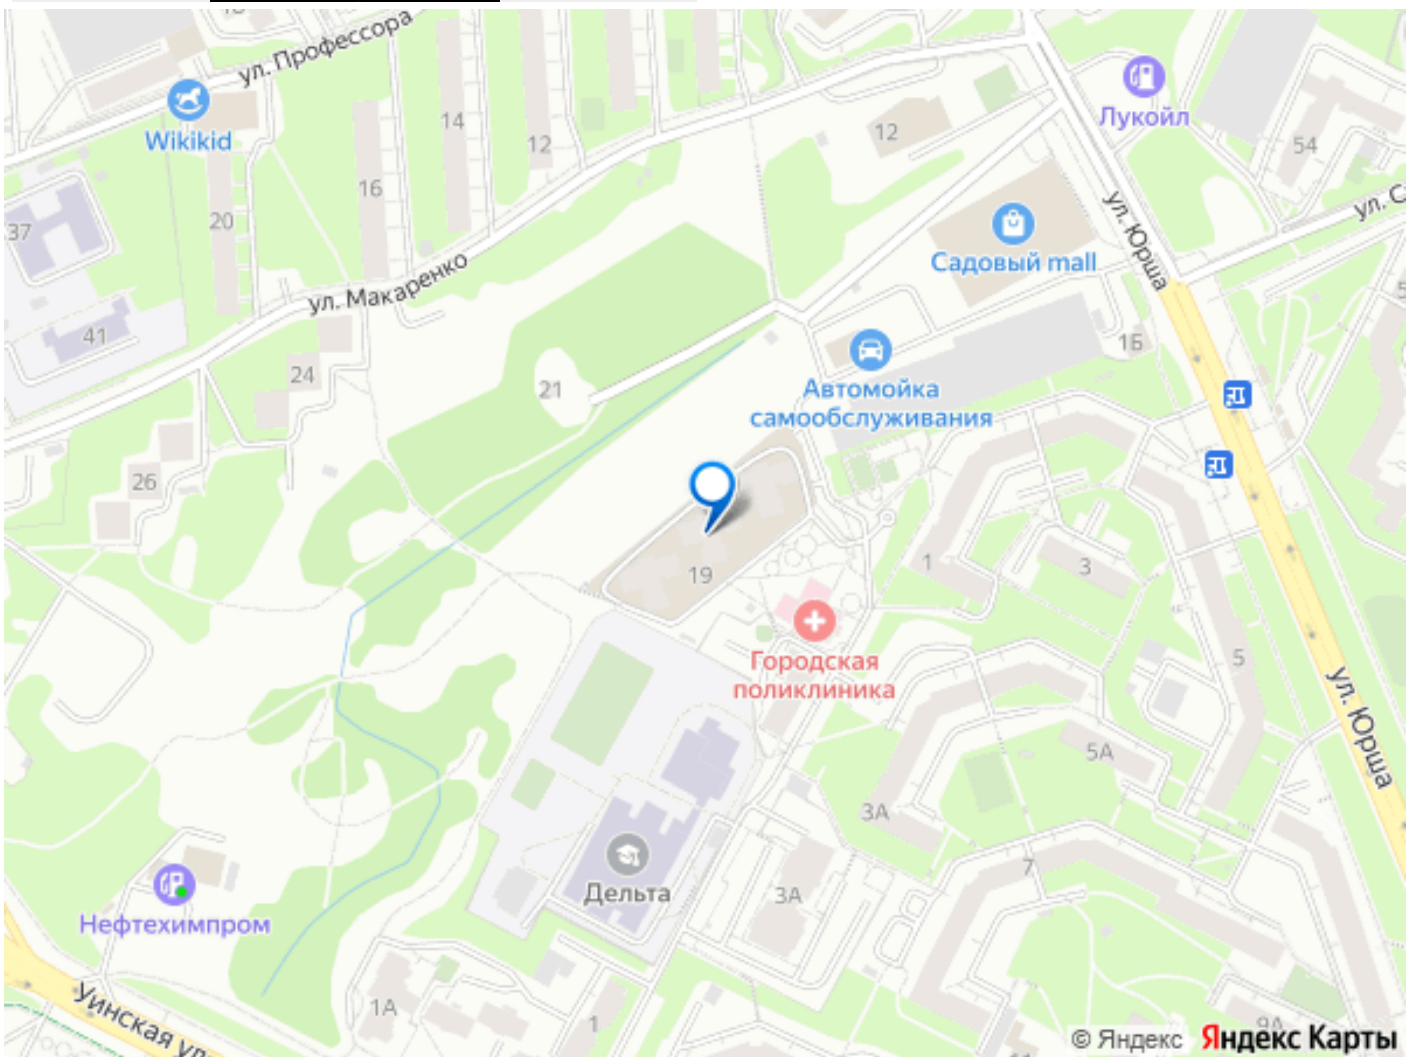 ул. Профессора
Wikikid
14
12
16
20
37
41
12
Лукойл
54
ул. С
ул. Юрша
Садовый mall
ул. Макаренко
24
21
26
1Б
Автомойка
самообслуживания
19
1
3
5
Городская
поликлиника
ул. Юрша
5А
3А
7
Дельта
3А
Нефтехимпром
1А
1
9А
Уинская ул.
© Яндекс Яндекс Карты